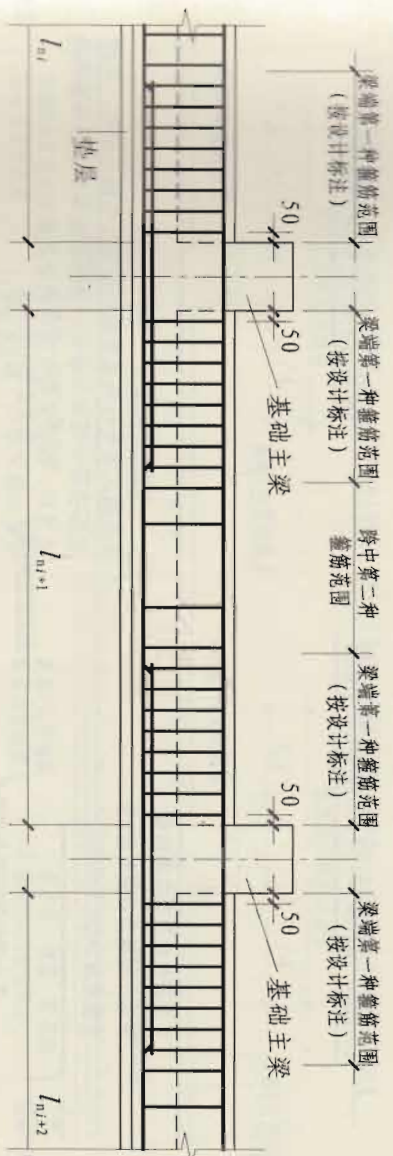 梁端第一种箍筋范围
(按设计标注)
梁端第一种箍筋范围
(按设计标注)
跨中第二种
箍筋范围
梁端第一种箍筋范围
(按设计标注)
梁端第一种箍筋范围
(按设计标注)
50
50
基础主梁
50
50
基础主梁
垫层
lni
lni+1
lni+2